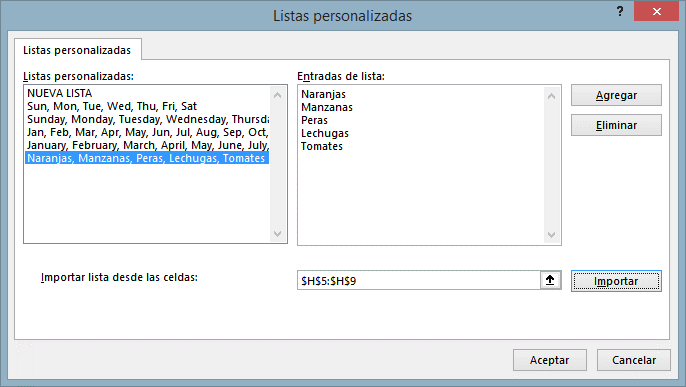 Listas personalizadas
?
Listas personalizadas
Listas personalizadas:
NUEVA LISTA
Sun, Mon, Tue, Wed, Thu, Fri, Sat
Sunday, Monday, Tuesday, Wednesday, Thursda
Jan, Feb, Mar, Apr, May, Jun, Jul, Aug, Sep, Oct,
January, February, March, April, May, June, July,
Naranjas, Manzanas, Peras, Lechugas, Tomates
Entradas de lista:
Naranjas
Manzanas
Peras
Lechugas
Tomates
Agregar
Eliminar
Importar lista desde las celdas:
$H$5:$H$9
Importar
Aceptar
Cancelar